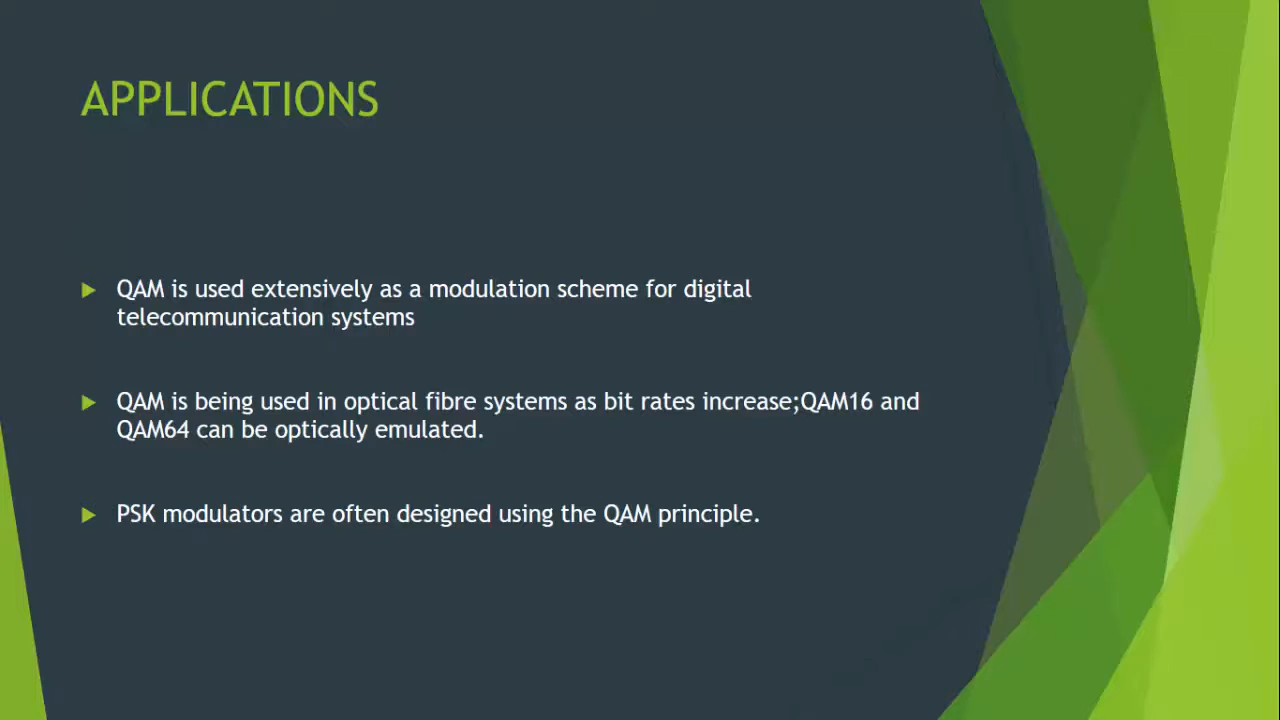 APPLICATIONS
QAM is used extensively as a modulation scheme for digital
telecommunication systems
QAM is being used in optical fibre systems as bit rates increase;QAM16 and
QAM64 can be optically emulated.
PSK modulators are often designed using the QAM principle.